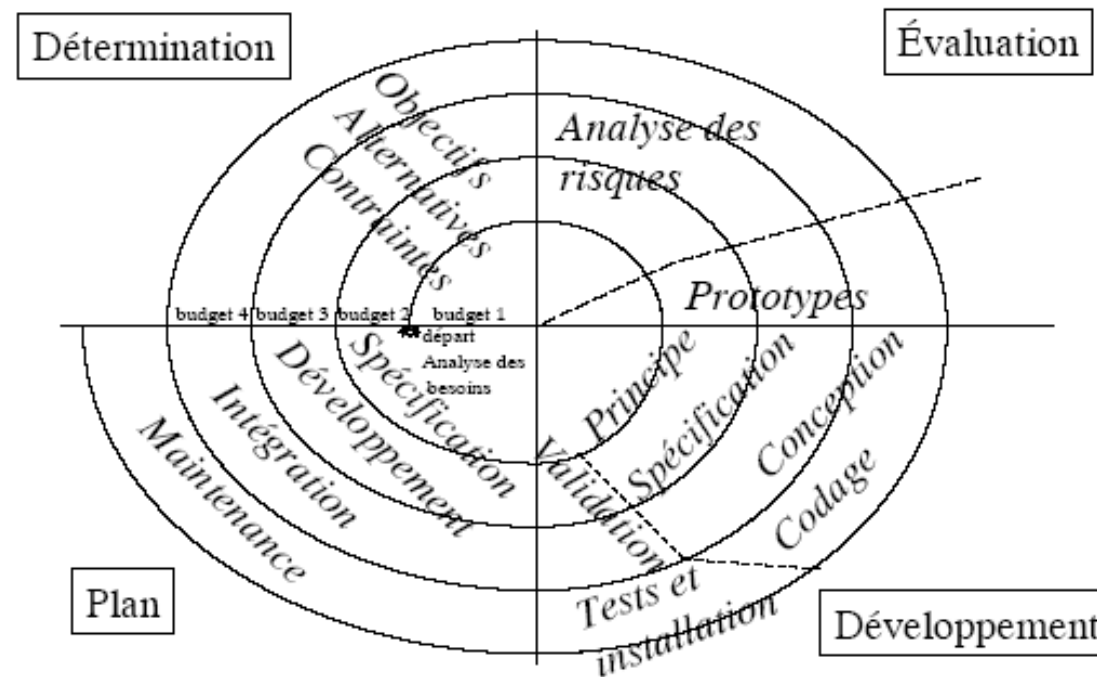 Détermination
Évaluation
Objectifs
Alternatives
Contraintes
Analyse des
risques
Prototypes
budget 4
budget 3
budget 2
budget 1
départ
Analyse des
besoins
Spécification
Développement
Intégration
Maintenance
Principe
Spécification
Conception
Codage
Validation
Tests et
installation
Plan
Développement